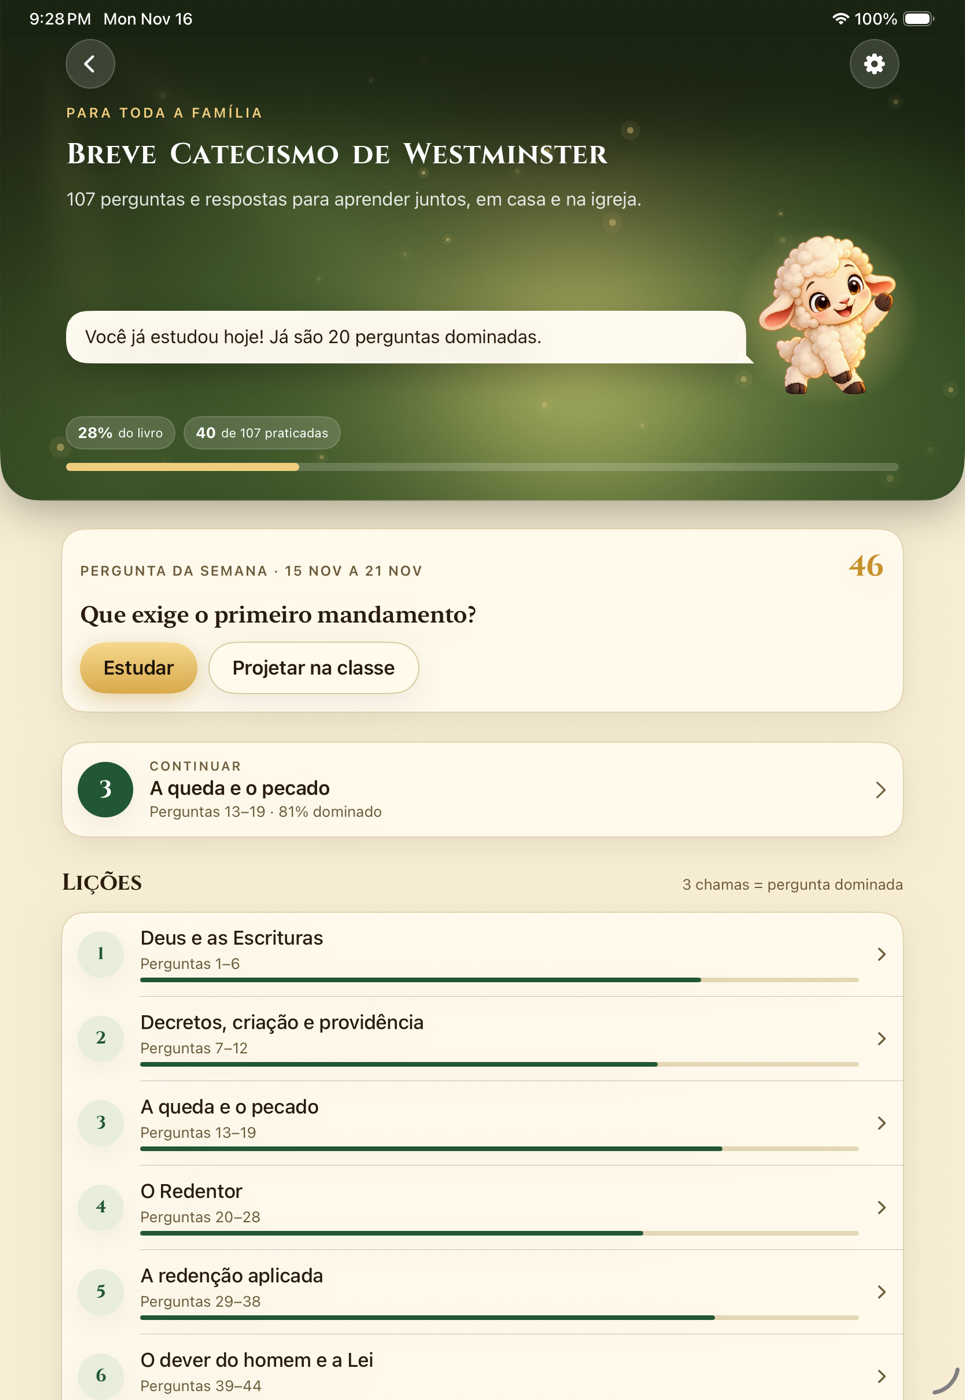 9:28 PM Mon Nov 16
100%
PARA TODA A FAMÍLIA
Breve Catecismo de Westminster
107 perguntas e respostas para aprender juntos, em casa e na igreja.
Você já estudou hoje! Já são 20 perguntas dominadas.
28% do livro
40 de 107 praticadas
PERGUNTA DA SEMANA · 15 NOV A 21 NOV
46
Que exige o primeiro mandamento?
Estudar
Projetar na classe
3
CONTINUAR
A queda e o pecado
Perguntas 13–19 · 81% dominado
Lições
3 chamas = pergunta dominada
1
Deus e as Escrituras
Perguntas 1–6
2
Decretos, criação e providência
Perguntas 7–12
3
A queda e o pecado
Perguntas 13–19
4
O Redentor
Perguntas 20–28
5
A redenção aplicada
Perguntas 29–38
6
O dever do homem e a Lei
Perguntas 39–44